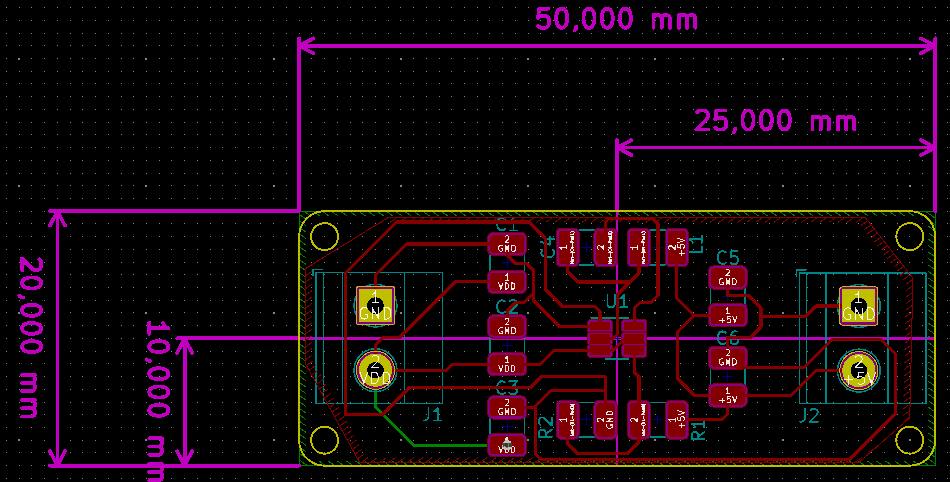 50,000 mm
25,000 mm
20,000 mm
10,000 mm
C1
2
GND
1
VDD
C2
2
GND
1
VDD
C3
2
GND
1
VDD
J1
1
GND
2
VDD
C4
1
2
1
2
+5V
L1
U1
R2
1
2
GND
1
2
+5V
R1
C5
2
GND
1
+5V
C6
2
GND
1
+5V
J2
1
GND
2
+5V